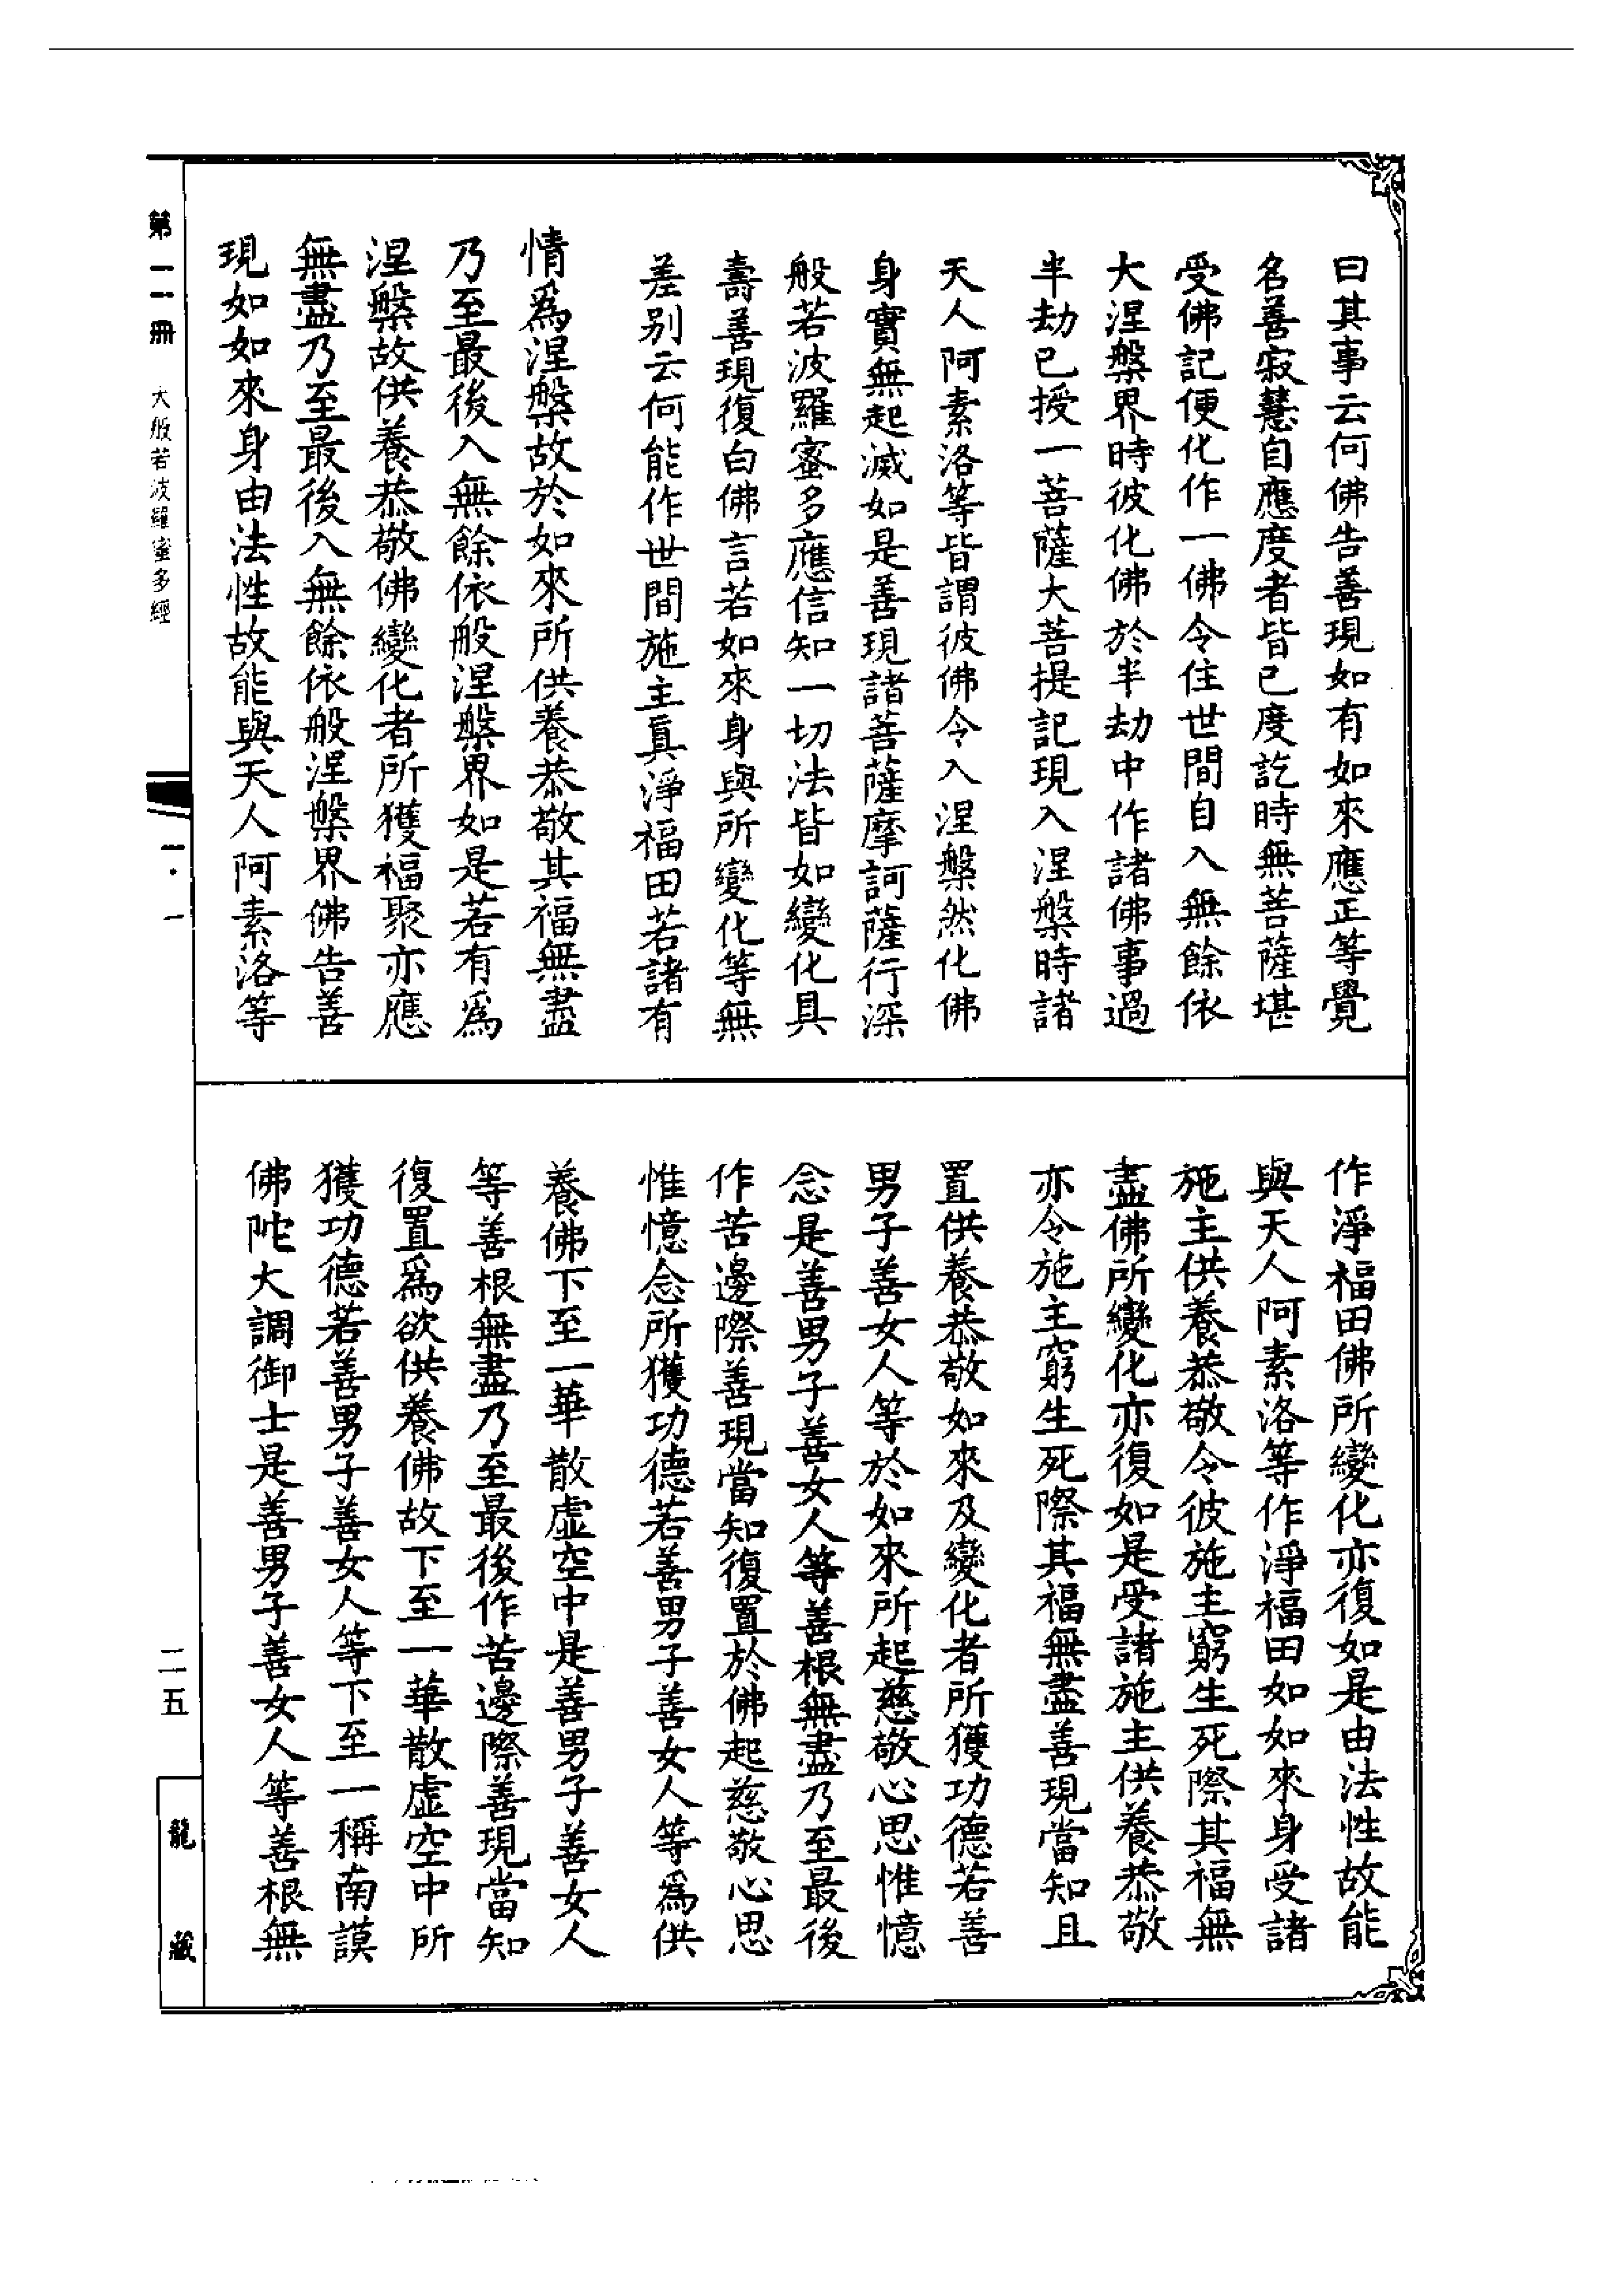 曰其事云何佛告善現如有如來應正等覺
名善寂慧自應度者皆已度訖時無菩薩堪
受佛記便化作一佛令住世間自入無餘依
大涅槃界時彼化佛於半劫中作諸佛事過
半劫已授一菩薩大菩提記現入涅槃時諸
天人阿素洛等皆謂彼佛令入涅槃然化佛
身實無起滅如是善現諸菩薩摩訶薩行深
般若波羅蜜多應信知一切法皆如變化具
壽善現復白佛言若如來身與所變化等無
差別云何能作世間施主真淨福田若諸有
情為涅槃故於如來所供養恭敬其福無盡
乃至最後入無餘依般涅槃界如是若有為
涅槃故供養恭敬佛變化者所獲福聚亦應
無盡乃至最後入無餘依般涅槃界佛告善
現如如來身由法性故能與天人阿素洛等
作淨福田佛所變化亦復如是由法性故能
與天人阿素洛等作淨福田如如來身受諸
施主供養恭敬令彼施主窮生死際其福無
盡佛所變化亦復如是受諸施主供養恭敬
亦令施主窮生死際其福無盡善現當知且
置供養恭敬如來及變化者所獲功德若善
男子善女人等於如來所起慈敬心思惟憶
念是善男子善女人等善根無盡乃至最後
作苦邊際善現當知復置於佛起慈敬心思
惟憶念所獲功德若善男子善女人等為供
養佛下至一華散虛空中是善男子善女人
等善根無盡乃至最後作苦邊際善現當知
復置為欲供養佛故下至一華散虛空中所
獲功德若善男子善女人等下至一稱南謨
佛陀大調御士是善男子善女人等善根無
第一一冊 大般若波羅蜜多經
二五
龍藏